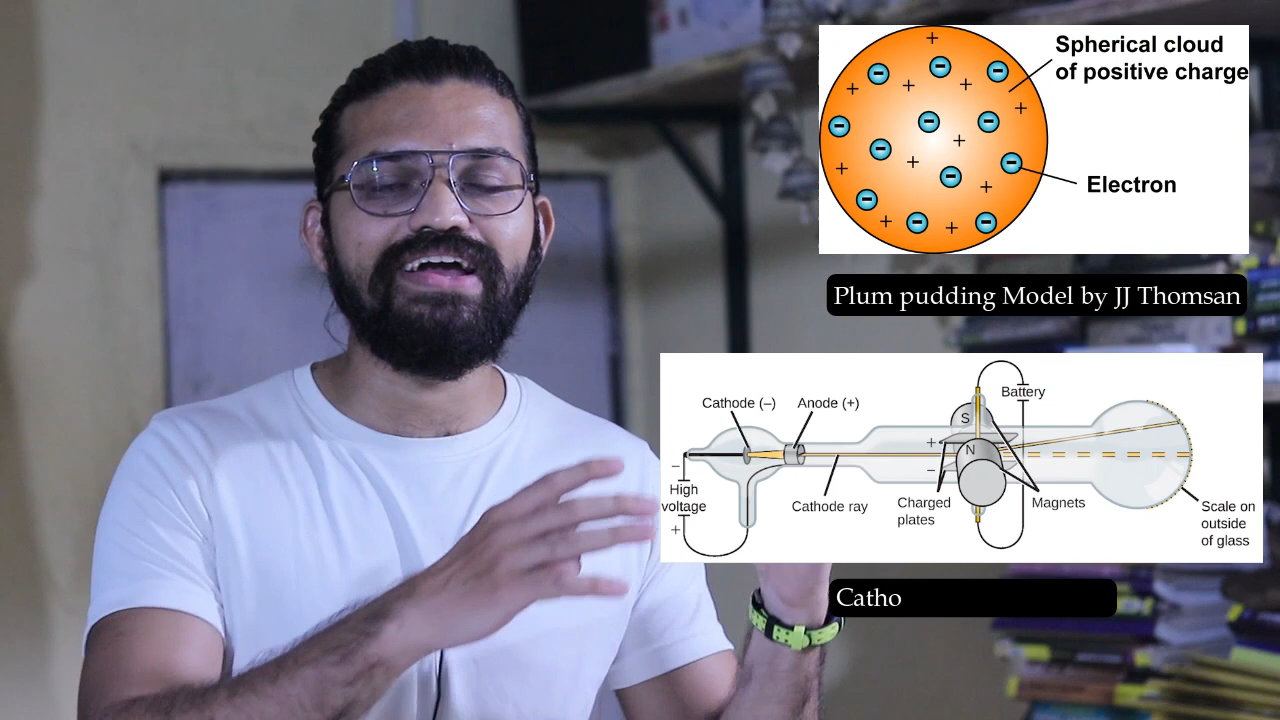 Spherical cloud
of positive charge
Electron
Plum pudding Model by JJ Thomsan
Battery
Cathode (–)
Anode (+)
S
N
High
voltage
Cathode ray
Charged
plates
Magnets
Scale on
outside
of glass
Catho